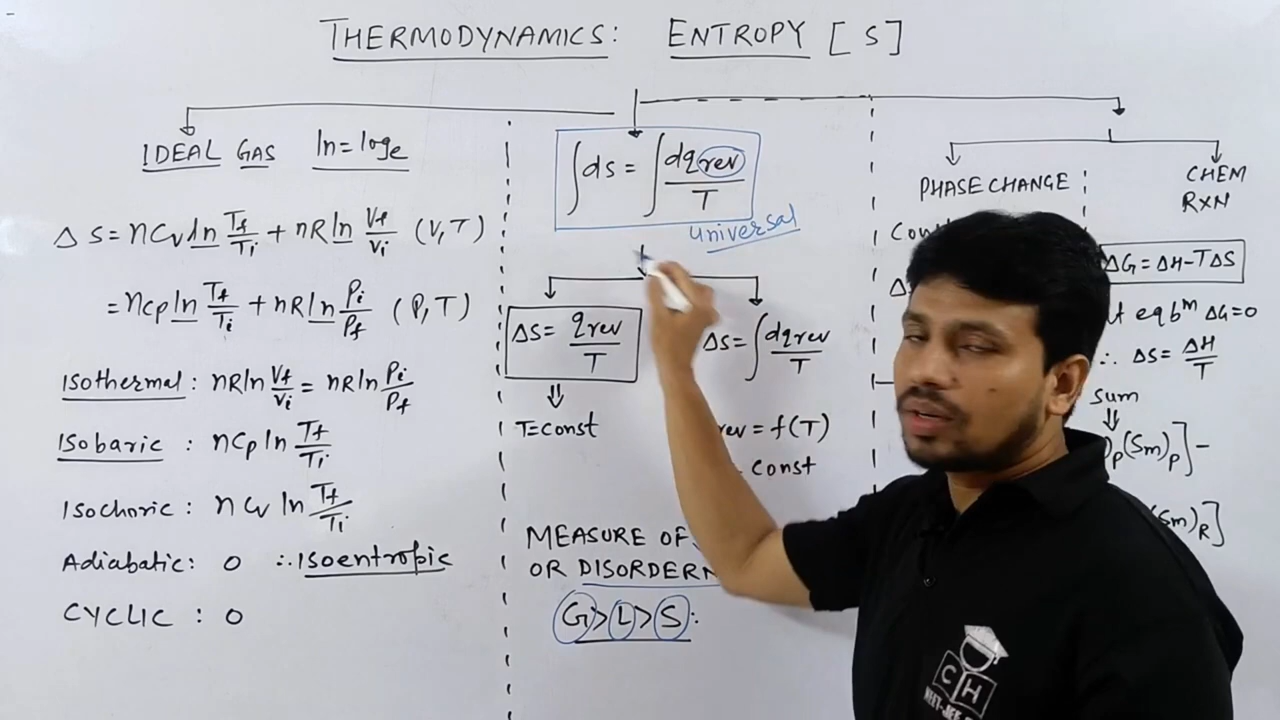 THERMODYNAMICS: ENTROPY [S]
IDEAL GAS ln = logₑ
ΔS = nCv ln Tf/Ti + nR ln Vf/Vi (V,T)
= nCp ln Tf/Ti + nR ln Pi/Pf (P,T)
Isothermal: nR ln Vf/Vi = nR ln Pi/Pf
Isobaric : nCp ln Tf/Ti
Isochoric : nCv ln Tf/Ti
Adiabatic: 0 ∴ Isoentropic
CYCLIC : 0
∫ds = ∫dqrev/T
universal
ΔS = qrev/T
T=const
ΔS = ∫dqrev/T
= f(T)
const
MEASURE OF
OR
G>L>S:
PHASE CHANGE
CHEM
RXN
ΔG = ΔH-TΔS
eqbᵐ ΔG=0
∴ ΔS = ΔH/T
Sum
p(Sm)p] -
Sm)R]
CH